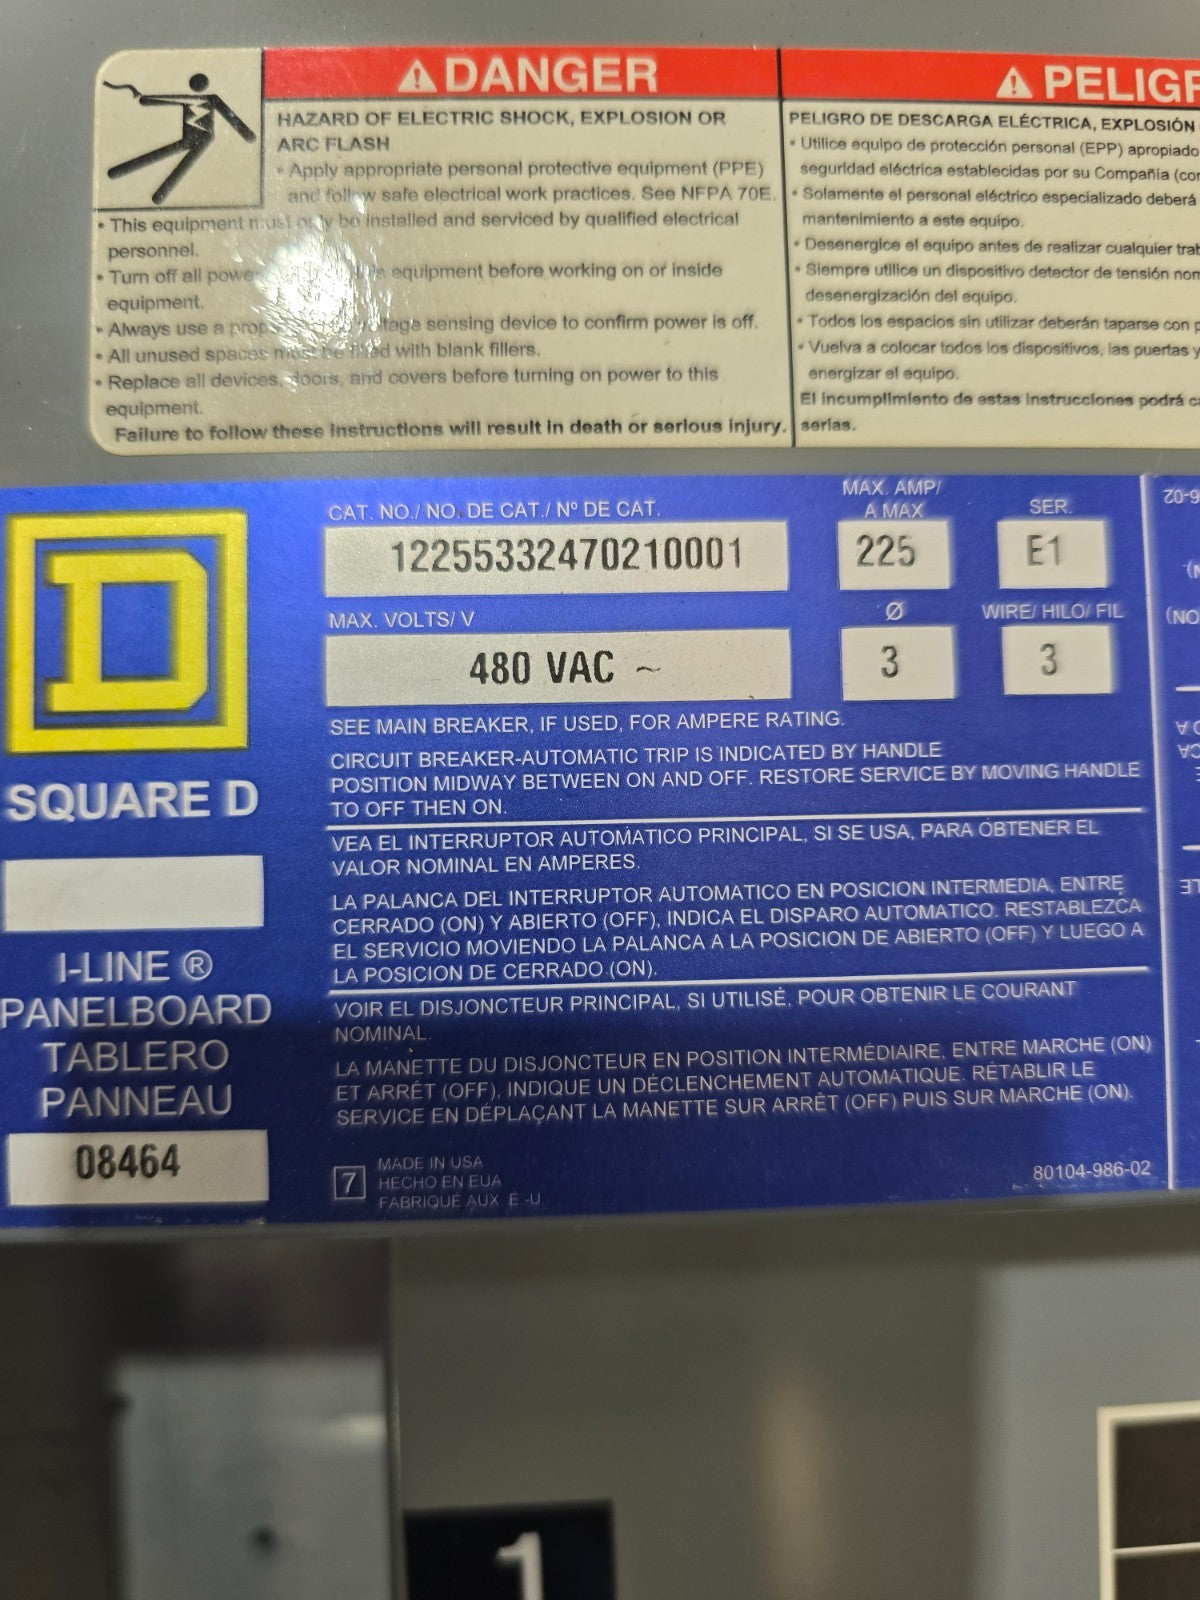 DANGER
HAZARD OF ELECTRIC SHOCK, EXPLOSION OR
ARC FLASH
• Apply appropriate personal protective equipment (PPE)
and follow safe electrical work practices. See NFPA 70E.
• This equipment must only be installed and serviced by qualified electrical
personnel.
• Turn off all power equipment before working on or inside
equipment.
• Always use a voltage sensing device to confirm power is off.
• All unused spaces must be filled with blank fillers.
• Replace all devices, doors, and covers before turning on power to this
equipment.
Failure to follow these instructions will result in death or serious injury.
PELIGR
PELIGRO DE DESCARGA ELÉCTRICA, EXPLOSIÓN
• Utilice equipo de protección personal (EPP) apropiado
seguridad eléctrica establecidas por su Compañía (cor
• Solamente el personal eléctrico especializado deberá
mantenimiento a este equipo.
• Desenergice el equipo antes de realizar cualquier trab
• Siempre utilice un dispositivo detector de tensión nom
desenergización del equipo.
• Todos los espacios sin utilizar deberán taparse con p
• Vuelva a colocar todos los dispositivos, las puertas y
energizar el equipo.
El incumplimiento de estas instrucciones podrá ca
serias.
CAT. NO./ NO. DE CAT./ Nº DE CAT.
12255332470210001
MAX. AMP/
A MAX
225
SER.
E1
MAX. VOLTS/ V
480 VAC ~
Ø
3
WIRE/ HILO/ FIL
3
SEE MAIN BREAKER, IF USED, FOR AMPERE RATING.
CIRCUIT BREAKER-AUTOMATIC TRIP IS INDICATED BY HANDLE
POSITION MIDWAY BETWEEN ON AND OFF. RESTORE SERVICE BY MOVING HANDLE
TO OFF THEN ON.
VEA EL INTERRUPTOR AUTOMATICO PRINCIPAL, SI SE USA, PARA OBTENER EL
VALOR NOMINAL EN AMPERES.
LA PALANCA DEL INTERRUPTOR AUTOMATICO EN POSICION INTERMEDIA, ENTRE
CERRADO (ON) Y ABIERTO (OFF), INDICA EL DISPARO AUTOMATICO. RESTABLEZCA
EL SERVICIO MOVIENDO LA PALANCA A LA POSICION DE ABIERTO (OFF) Y LUEGO A
LA POSICION DE CERRADO (ON).
VOIR EL DISJONCTEUR PRINCIPAL, SI UTILISÉ, POUR OBTENIR LE COURANT
NOMINAL.
LA MANETTE DU DISJONCTEUR EN POSITION INTERMÉDIAIRE, ENTRE MARCHE (ON)
ET ARRÊT (OFF), INDIQUE UN DÉCLENCHEMENT AUTOMATIQUE. RÉTABLIR LE
SERVICE EN DÉPLAÇANT LA MANETTE SUR ARRÊT (OFF) PUIS SUR MARCHE (ON).
7
MADE IN USA
HECHO EN EUA
FABRIQUÉ AUX É.-U.
80104-986-02
D
SQUARE D
I-LINE ®
PANELBOARD
TABLERO
PANNEAU
08464
1